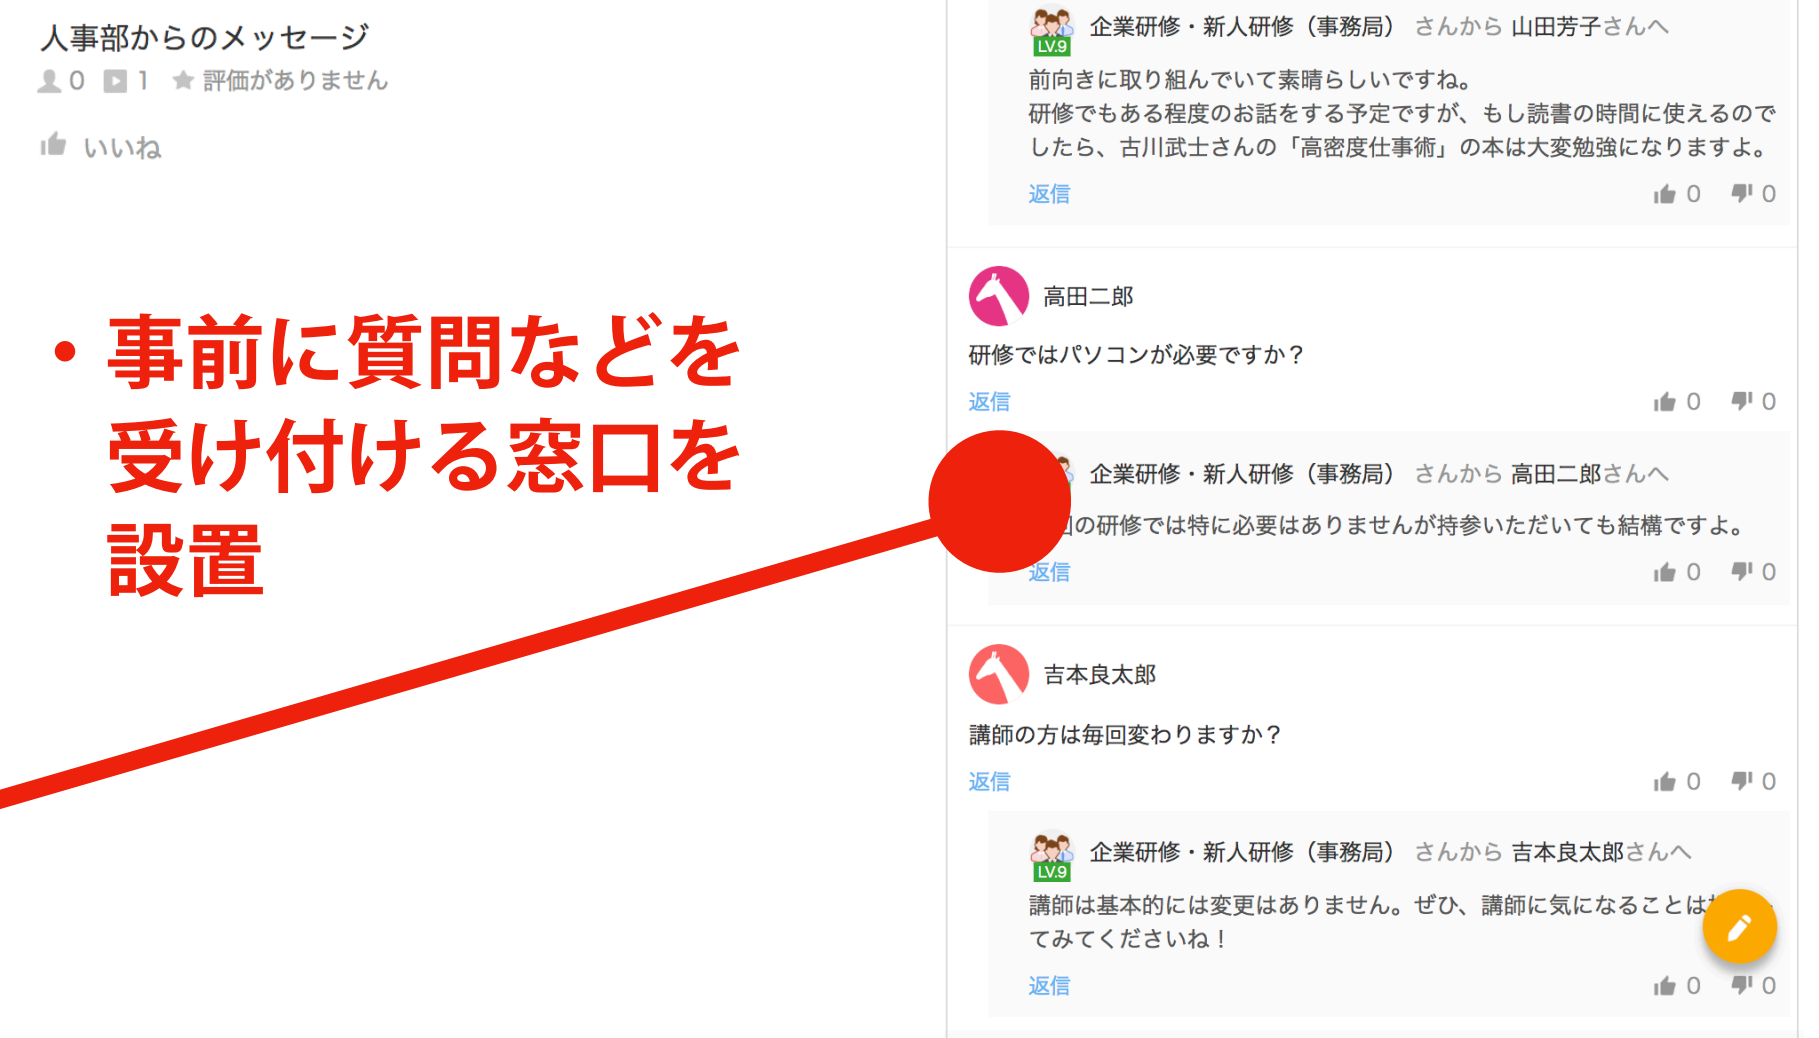 人事部からのメッセージ
0 1 評価がありません
いいね
・事前に質問などを
受け付ける窓口を
設置
LV.9
企業研修・新人研修（事務局） さんから 山田芳子さんへ
前向きに取り組んでいて素晴らしいですね。
研修でもある程度のお話をする予定ですが、もし読書の時間に使えるので
したら、古川武士さんの「高密度仕事術」の本は大変勉強になりますよ。
返信 0 0
高田二郎
研修ではパソコンが必要ですか？
返信 0 0
企業研修・新人研修（事務局） さんから 高田二郎さんへ
の研修では特に必要はありませんが持参いただいても結構ですよ。
返信 0 0
吉本良太郎
講師の方は毎回変わりますか？
返信 0 0
LV.9
企業研修・新人研修（事務局） さんから 吉本良太郎さんへ
講師は基本的には変更はありません。ぜひ、講師に気になることは
てみてくださいね！
返信 0 0